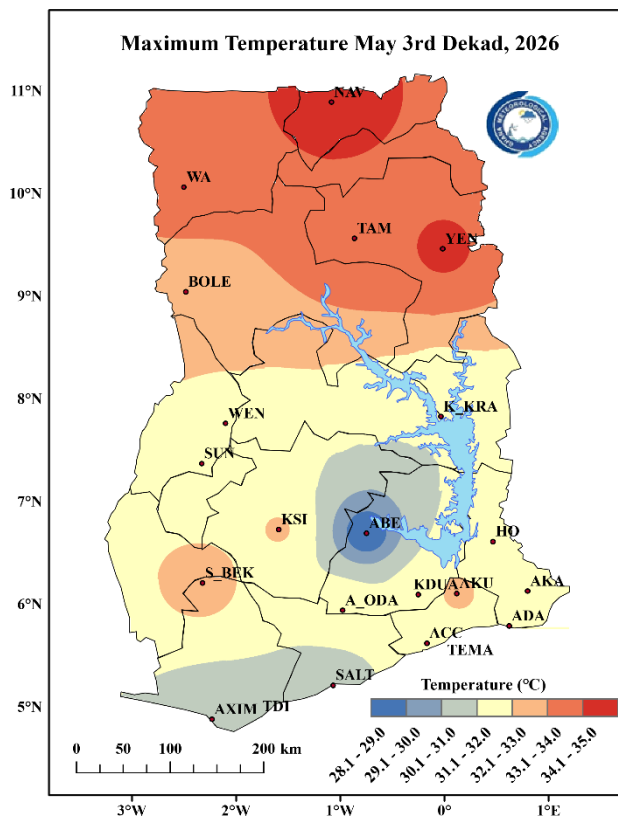 Maximum Temperature May 3rd Dekad, 2026
11°N
10°N
9°N
8°N
7°N
6°N
5°N
NAV
GHANA METEOROLOGICAL AGENCY
WA
TAM
YEN
BOLE
K_KRA
WEN
SUN
KSI
ABE
HO
S_BEK
KDUA
AKU
AKA
A_ODA
ADA
ACC
TEMA
SALT
AXIM
TDI
Temperature (°C)
28.1 - 29.0
29.1 - 30.0
30.1 - 31.0
31.1 - 32.0
32.1 - 33.0
33.1 - 34.0
34.1 - 35.0
0 50 100 200 km
3°W 2°W 1°W 0° 1°E